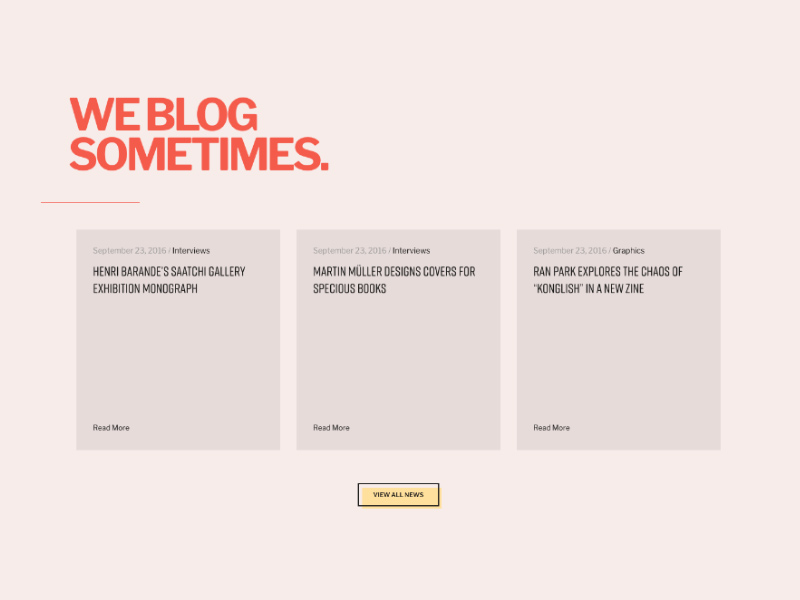 WE BLOG
SOMETIMES.
September 23, 2016 / Interviews
HENRI BARANDE'S SAATCHI GALLERY
EXHIBITION MONOGRAPH
Read More
September 23, 2016 / Interviews
MARTIN MÜLLER DESIGNS COVERS FOR
SPECIOUS BOOKS
Read More
September 23, 2016 / Graphics
RAN PARK EXPLORES THE CHAOS OF
“KONGLISH” IN A NEW ZINE
Read More
VIEW ALL NEWS